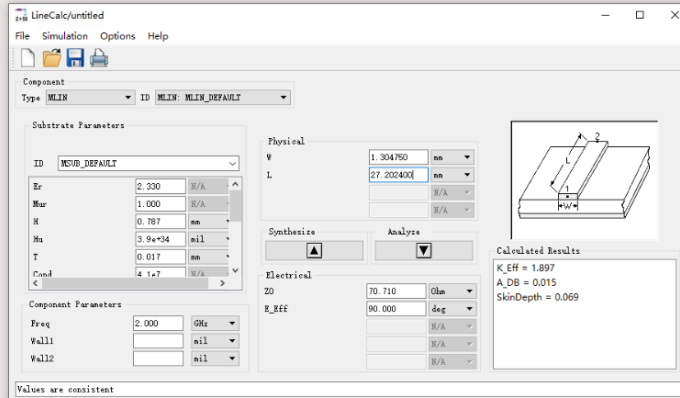 LineCalc/untitled
File Simulation Options Help
Component
Type MLIN ID MLIN: MLIN_DEFAULT
Substrate Parameters
ID MSUB_DEFAULT
Er 2.330 N/A
Mur 1.000 N/A
H 0.787 mm
Hu 3.9e+34 mil
T 0.017 mm
Cond 4.1e7 N/A
Component Parameters
Freq 2.000 GHz
Wall1 mil
Wall2 mil
Physical
W 1.304750 mm
L 27.202400 mm
N/A
N/A
Synthesize Analyze
Electrical
Z0 70.710 Ohm
E_Eff 90.000 deg
N/A
N/A
N/A
2
L
1
W
Calculated Results
K_Eff = 1.897
A_DB = 0.015
SkinDepth = 0.069
Values are consistent